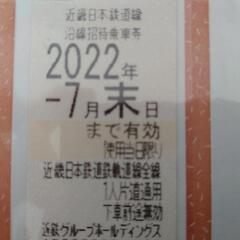 近畿日本鉄道線
沿線招待乗車券
2022年
-7月末日
まで有効
(使用当日限り)
近畿日本鉄道鉄軌道線全線
1人片道通用
下車前途無効
近鉄グループホールディングス